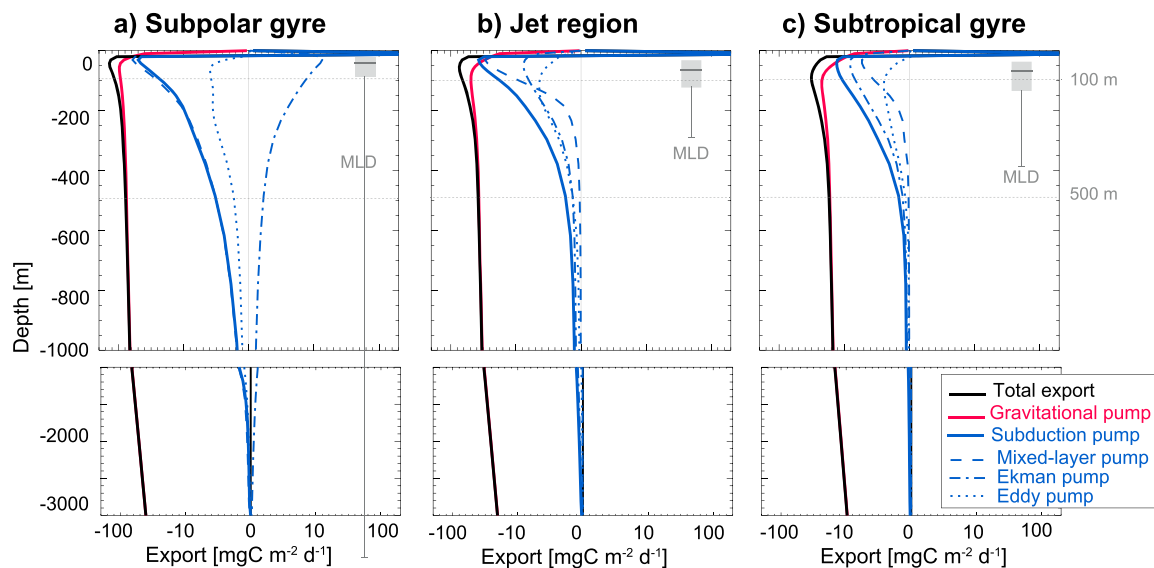 a) Subpolar gyre
b) Jet region
c) Subtropical gyre
Depth [m]
0
-200
-400
-600
-800
-1000
-2000
-3000
MLD
MLD
MLD
100 m
500 m
Total export
Gravitational pump
Subduction pump
Mixed-layer pump
Ekman pump
Eddy pump
-100 -10 0 10 100
-100 -10 0 10 100
-100 -10 0 10 100
Export [mgC m⁻² d⁻¹]
Export [mgC m⁻² d⁻¹]
Export [mgC m⁻² d⁻¹]